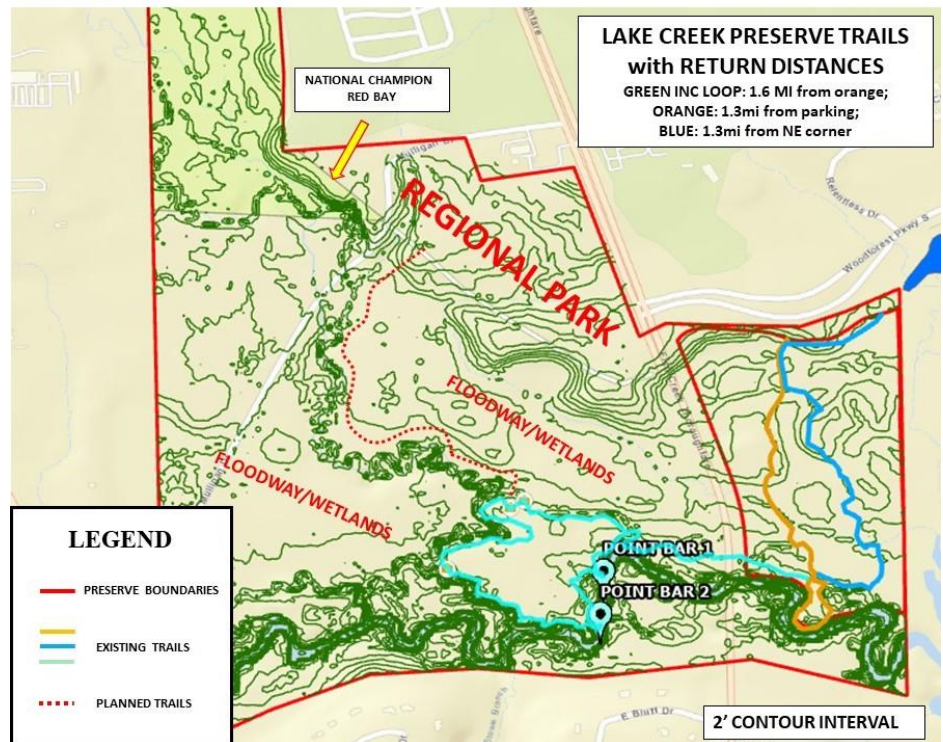 LAKE CREEK PRESERVE TRAILS
with RETURN DISTANCES
GREEN INC LOOP: 1.6 MI from orange;
ORANGE: 1.3mi from parking;
BLUE: 1.3mi from NE corner
NATIONAL CHAMPION
RED BAY
REGIONAL PARK
Relentless Dr
Woodforest Pkwy S
FLOODWAY/WETLANDS
FLOODWAY/WETLANDS
POINT BAR 1
POINT BAR 2
LEGEND
PRESERVE BOUNDARIES
EXISTING TRAILS
PLANNED TRAILS
E Bluff Dr
2' CONTOUR INTERVAL